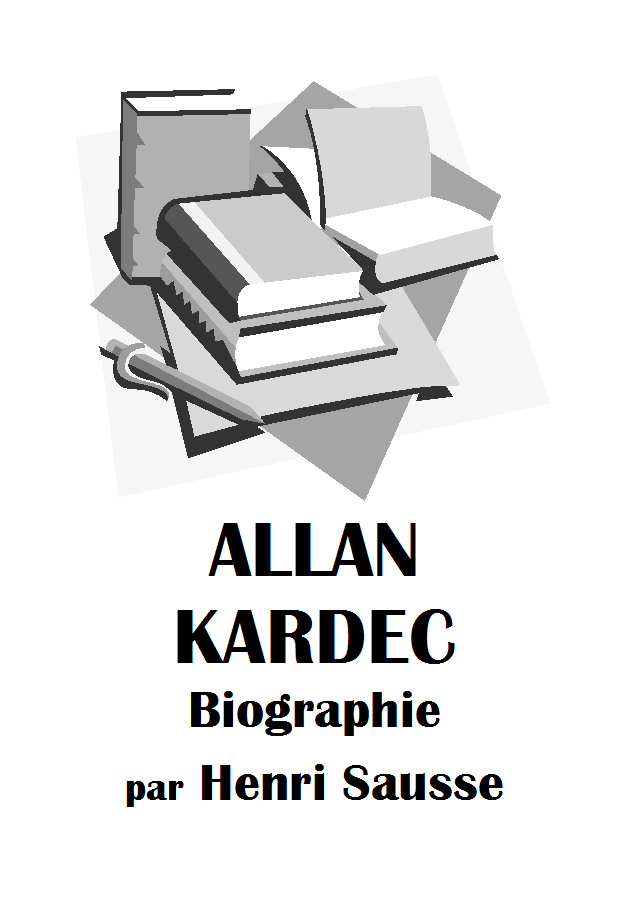 ALLAN
KARDEC
Biographie
par Henri Sausse